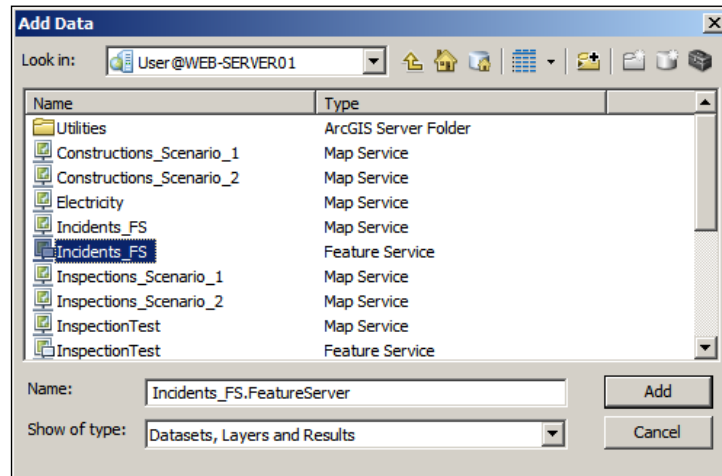 Add Data
Look in: User@WEB-SERVER01
Name Type
Utilities ArcGIS Server Folder
Constructions_Scenario_1 Map Service
Constructions_Scenario_2 Map Service
Electricity Map Service
Incidents_FS Map Service
Incidents_FS Feature Service
Inspections_Scenario_1 Map Service
Inspections_Scenario_2 Map Service
InspectionTest Map Service
InspectionTest Feature Service
Name: Incidents_FS.FeatureServer Add
Show of type: Datasets, Layers and Results Cancel